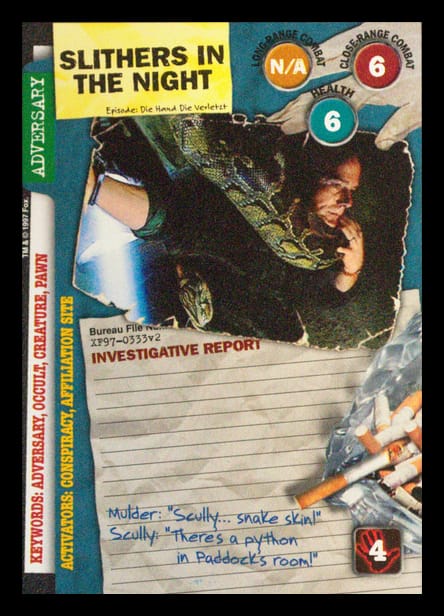 SLITHERS IN
THE NIGHT
Episode: Die Hand Die Verletzt
LONG-RANGE COMBAT
N/A
CLOSE-RANGE COMBAT
6
HEALTH
6
ADVERSARY
TM & © 1997 Fox.
KEYWORDS: ADVERSARY, OCCULT, CREATURE, PAWN
ACTIVATORS: CONSPIRACY, AFFILIATION SITE
Bureau File
XF97-0333v2
INVESTIGATIVE REPORT
Mulder: "Scully... snake skin!"
Scully: "There's a python
in Paddock's room!"
4